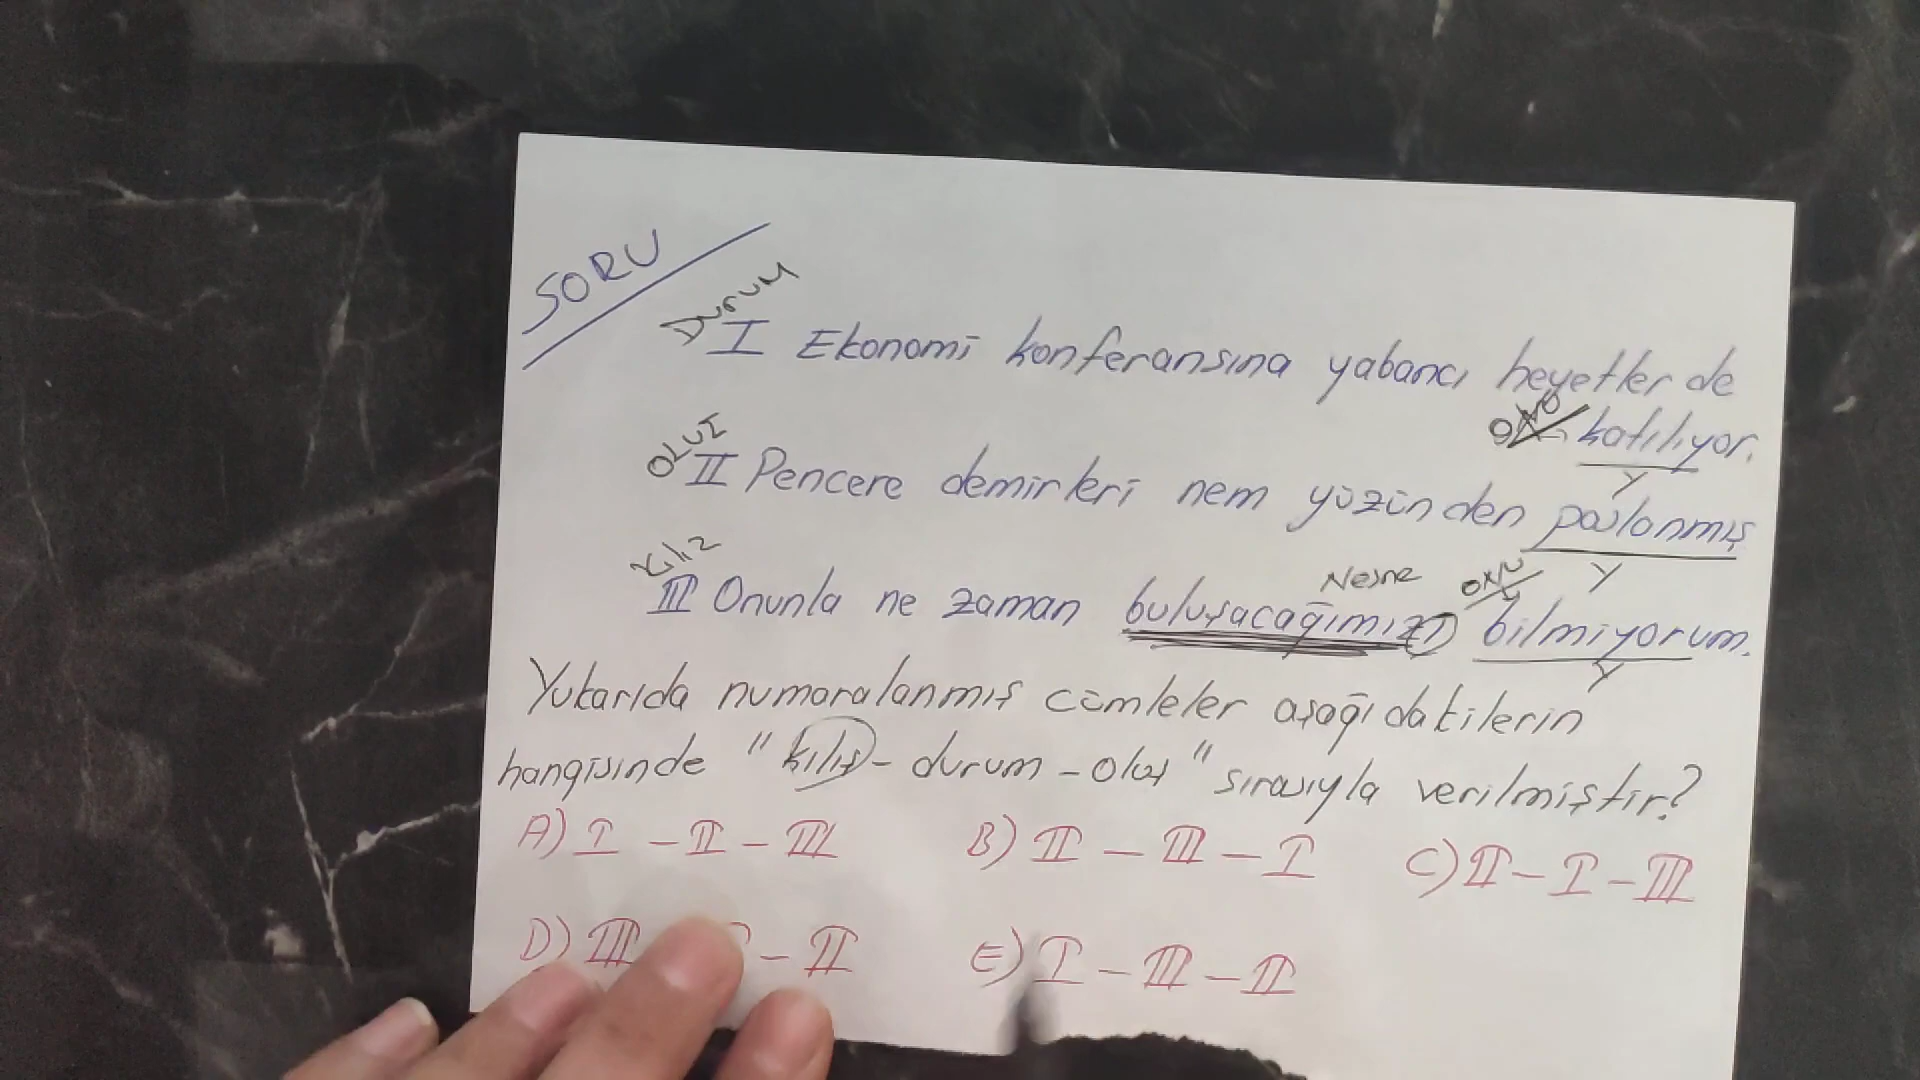 SORU
Durum
I Ekonomi konferansına yabancı heyetler de
katılıyor.
Y
OLUŞ
II Pencere demirleri nem yüzünden paslanmış
Y
Kılış Nesne onu
III Onunla ne zaman buluşacağımızı bilmiyorum.
Y
Yukarıda numaralanmış cümleler aşağıdakilerin
hangisinde "kılış - durum - oluş" sırasıyla verilmiştir?
A) I - II - III B) II - III - I C) II - I - III
D) III - II E) I - III - II